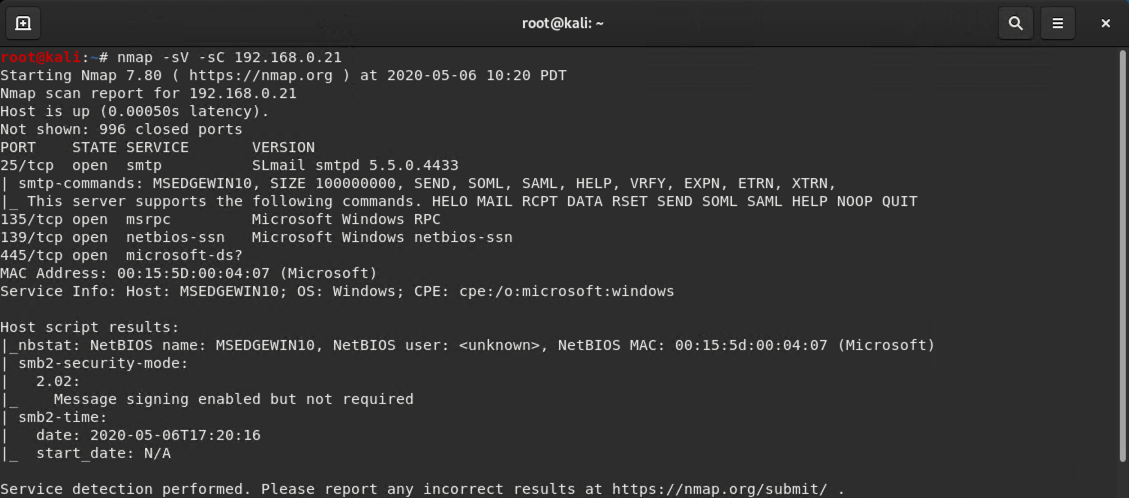 root@kali: ~
root@kali:~# nmap -sV -sC 192.168.0.21
Starting Nmap 7.80 ( https://nmap.org ) at 2020-05-06 10:20 PDT
Nmap scan report for 192.168.0.21
Host is up (0.00050s latency).
Not shown: 996 closed ports
PORT    STATE SERVICE       VERSION
25/tcp  open  smtp          SLmail smtpd 5.5.0.4433
| smtp-commands: MSEDGEWIN10, SIZE 100000000, SEND, SOML, SAML, HELP, VRFY, EXPN, ETRN, XTRN,
|_ This server supports the following commands. HELO MAIL RCPT DATA RSET SEND SOML SAML HELP NOOP QUIT
135/tcp open  msrpc         Microsoft Windows RPC
139/tcp open  netbios-ssn   Microsoft Windows netbios-ssn
445/tcp open  microsoft-ds?
MAC Address: 00:15:5D:00:04:07 (Microsoft)
Service Info: Host: MSEDGEWIN10; OS: Windows; CPE: cpe:/o:microsoft:windows

Host script results:
|_nbstat: NetBIOS name: MSEDGEWIN10, NetBIOS user: <unknown>, NetBIOS MAC: 00:15:5d:00:04:07 (Microsoft)
| smb2-security-mode:
|   2.02:
|_    Message signing enabled but not required
| smb2-time:
|   date: 2020-05-06T17:20:16
|_  start_date: N/A

Service detection performed. Please report any incorrect results at https://nmap.org/submit/ .